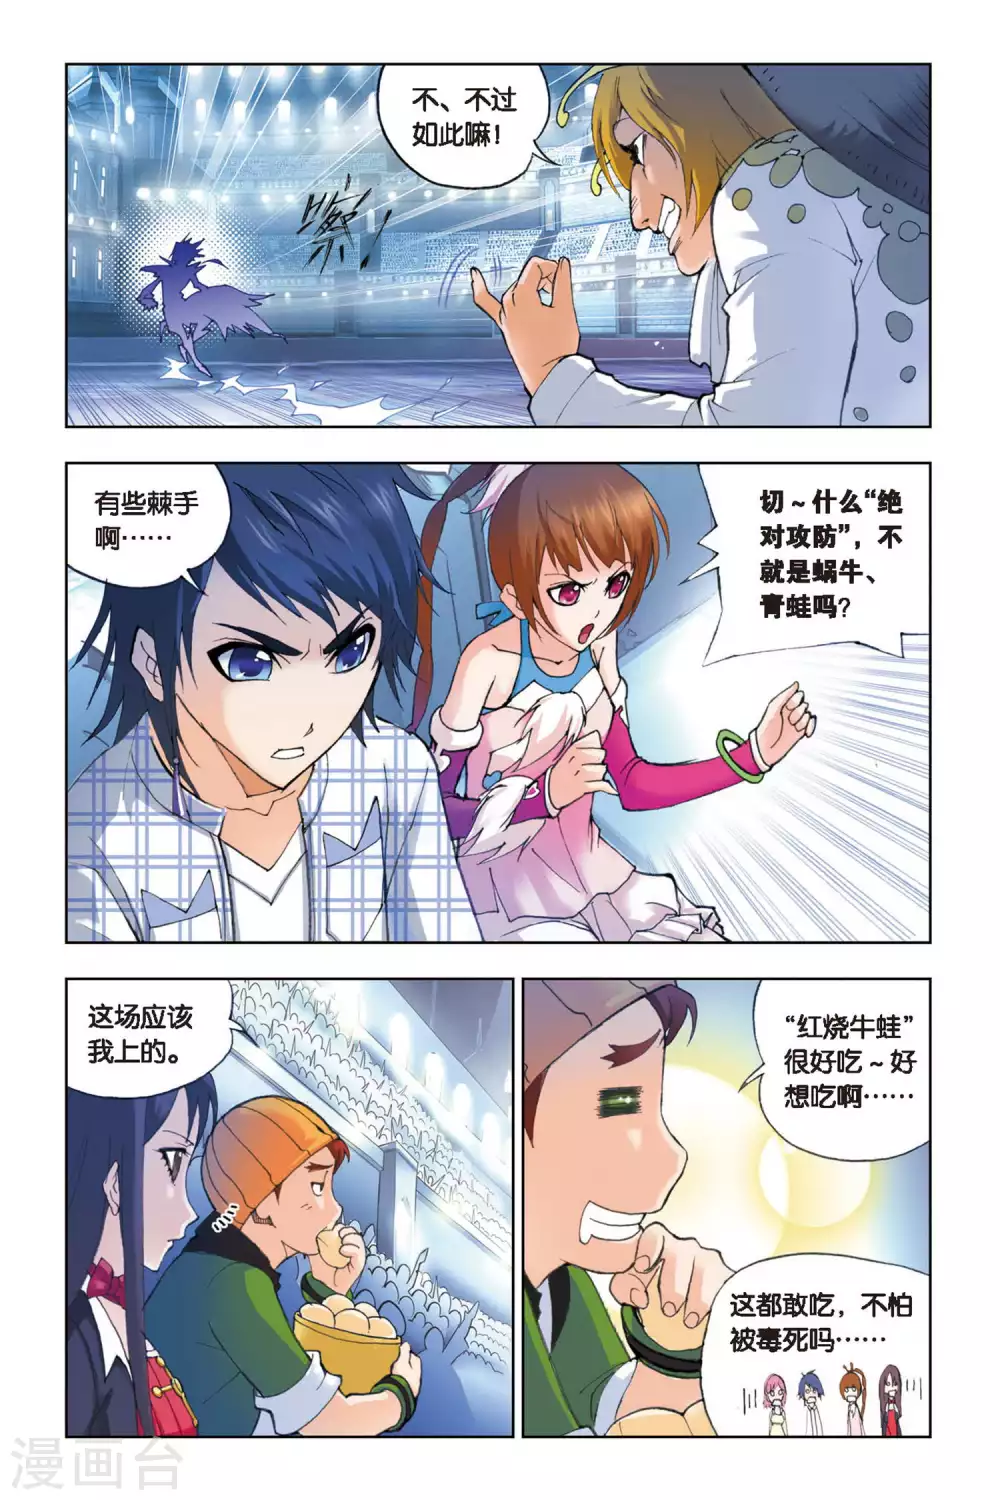 不、不过
如此嘛！
嚓！
有些棘手
啊……
切～什么“绝
对攻防”，不
就是蜗牛、
青蛙吗？
这场应该
我上的。
“红烧牛蛙”
很好吃～好
想吃啊……
这都敢吃，不怕
被毒死吗……
漫画台